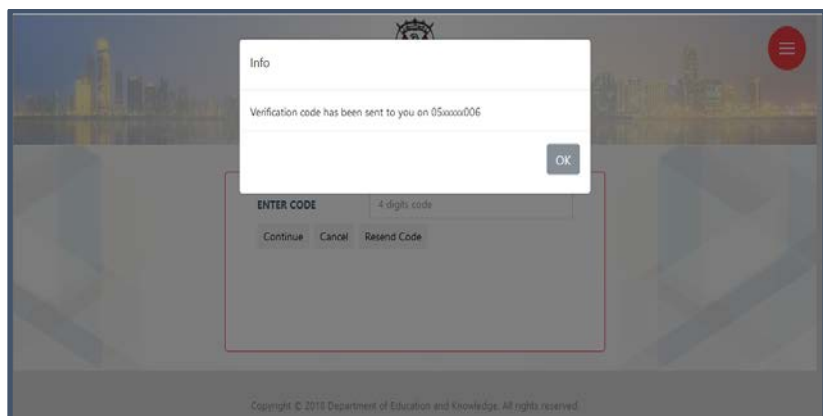 Info
Verification code has been sent to you on 05xxxxx006
OK
ENTER CODE
4 digits code
Continue Cancel Resend Code
Copyright © 2018 Department of Education and Knowledge. All rights reserved.